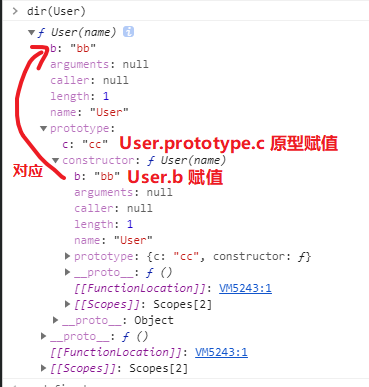 > dir(User)
▼ƒ User(name) i
b: "bb"
arguments: null
caller: null
length: 1
name: "User"
▼prototype:
c: "cc" User.prototype.c 原型赋值
▼constructor: ƒ User(name)
对应
b: "bb" User.b 赋值
arguments: null
caller: null
length: 1
name: "User"
▶prototype: {c: "cc", constructor: ƒ}
▶__proto__: ƒ ()
[[FunctionLocation]]: VM5243:1
▶[[Scopes]]: Scopes[2]
▶__proto__: Object
▶__proto__: ƒ ()
[[FunctionLocation]]: VM5243:1
▶[[Scopes]]: Scopes[2]